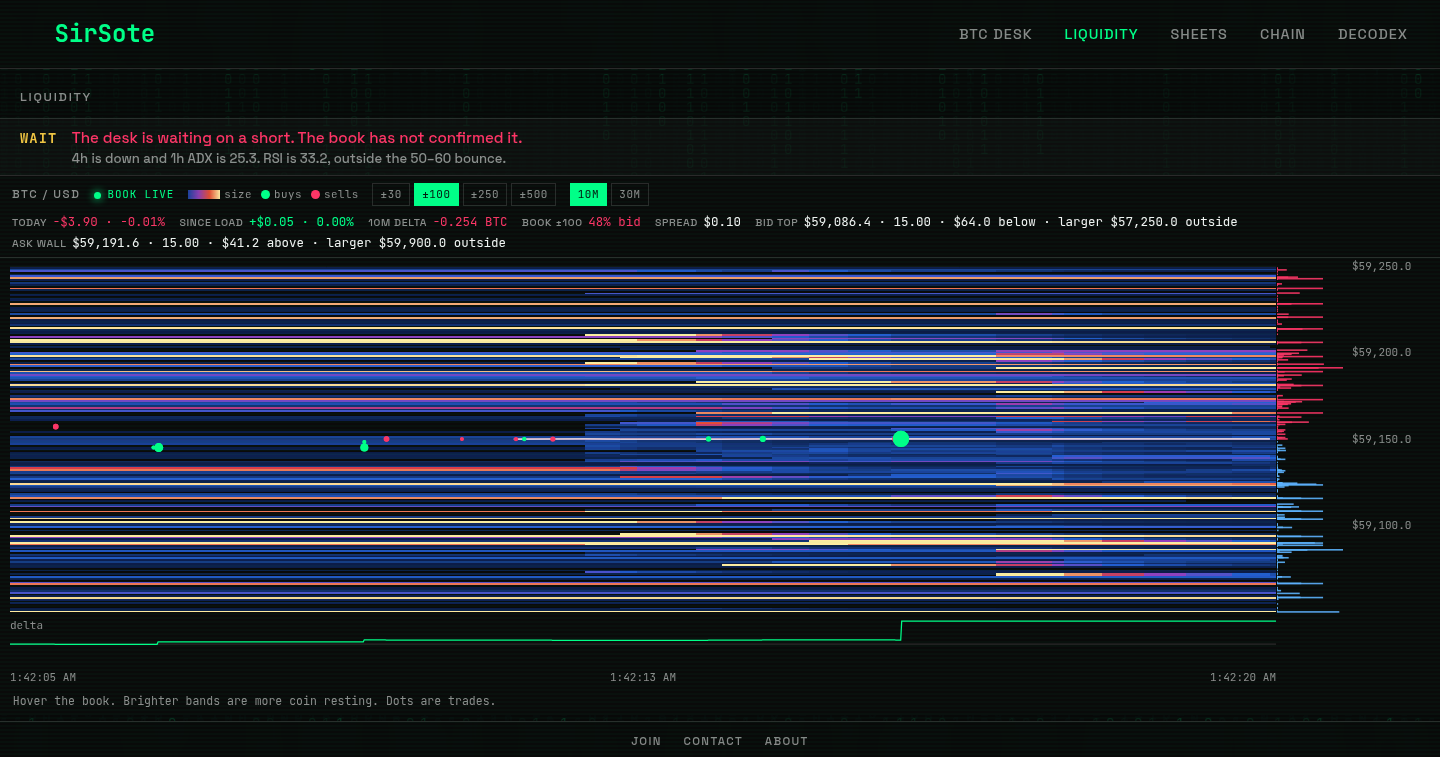 SirSote
BTC DESK LIQUIDITY SHEETS CHAIN DECODEX
LIQUIDITY
WAIT The desk is waiting on a short. The book has not confirmed it.
4h is down and 1h ADX is 25.3. RSI is 33.2, outside the 50–60 bounce.
BTC / USD BOOK LIVE size buys sells ±30 ±100 ±250 ±500 10M 30M
TODAY -$3.90 · -0.01% SINCE LOAD +$0.05 · 0.00% 10M DELTA -0.254 BTC BOOK ±100 48% bid SPREAD $0.10 BID TOP $59,086.4 · 15.00 · $64.0 below · larger $57,250.0 outside
ASK WALL $59,191.6 · 15.00 · $41.2 above · larger $59,900.0 outside
$59,250.0
$59,200.0
$59,150.0
$59,100.0
delta
1:42:05 AM 1:42:13 AM 1:42:20 AM
Hover the book. Brighter bands are more coin resting. Dots are trades.
JOIN CONTACT ABOUT